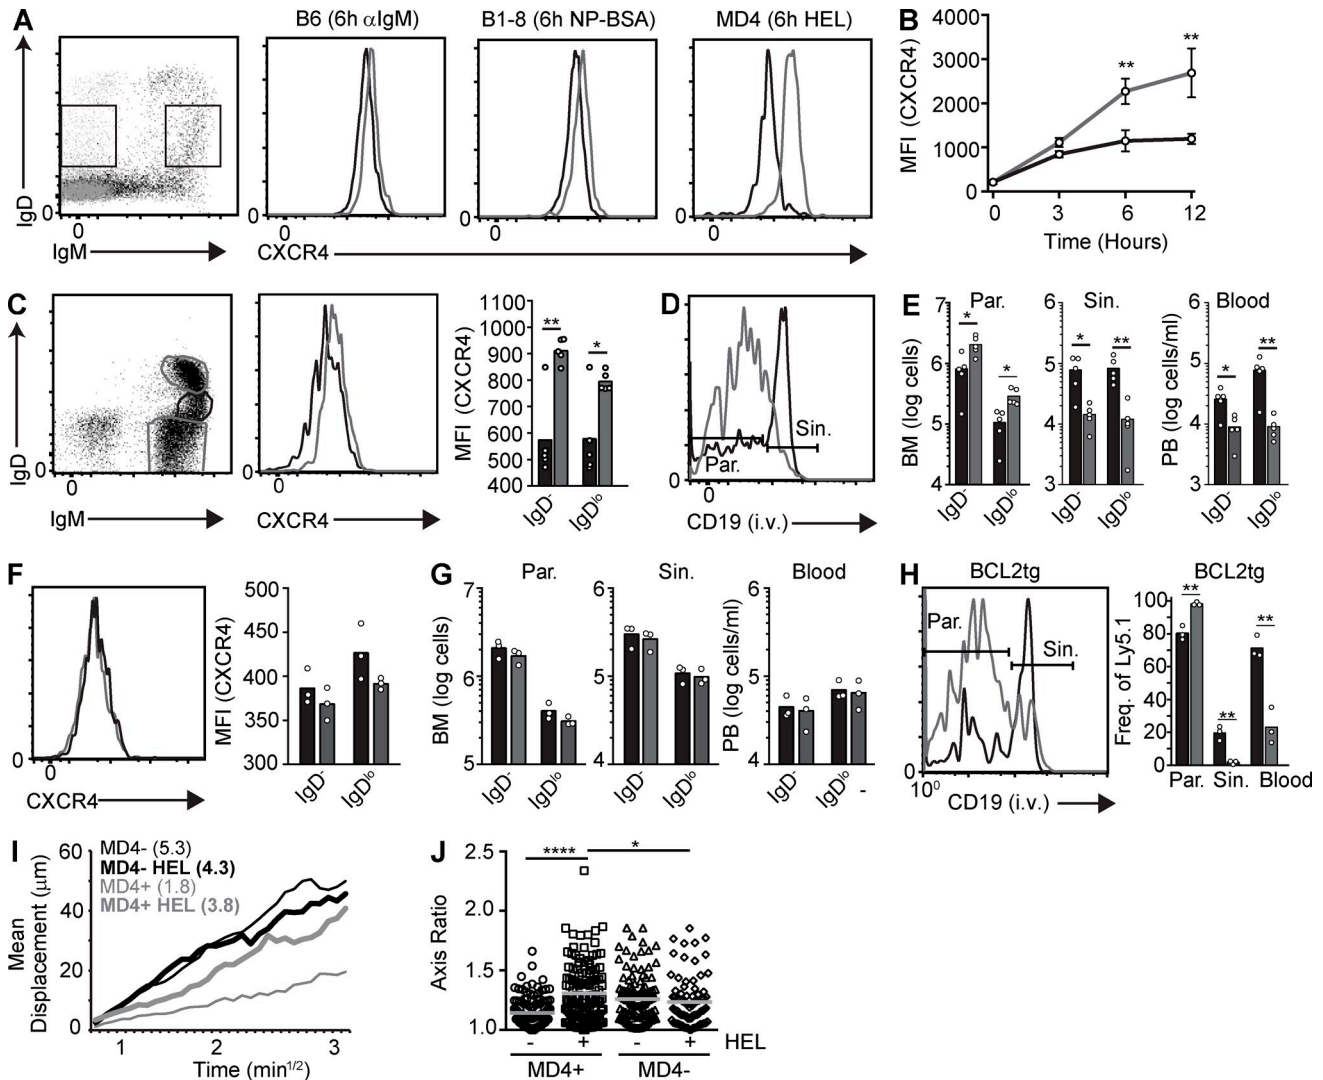 A
B6 (6h αIgM)
B1-8 (6h NP-BSA)
MD4 (6h HEL)
IgD
0
0
IgM
0
0
CXCR4
0
0
0
0
B
MFI (CXCR4)
4000
3000
2000
1000
0
**
**
0 3 6 12
Time (Hours)
C
IgD
0
0
IgM
0
0
CXCR4
MFI (CXCR4)
1100
1000
900
800
700
600
500
400
**
*
IgD-
IgDlo
D
0
0
Par.
Sin.
CD19 (i.v.)
E
Par.
Sin.
Blood
BM (log cells)
7
6
5
4
*
*
IgD-
IgDlo
6
5
4
3
*
**
IgD-
IgDlo
PB (log cells/ml)
6
5
4
3
*
**
IgD-
IgDlo
F
0
0
CXCR4
MFI (CXCR4)
500
450
400
350
300
IgD-
IgDlo
G
Par.
Sin.
Blood
BM (log cells)
7
6
5
IgD-
IgDlo
6
5
4
IgD-
IgDlo
PB (log cells/ml)
6
5
4
IgD-
IgDlo
-
H
BCL2tg
BCL2tg
Par.
Sin.
0
10⁰
CD19 (i.v.)
Freq. of Ly5.1
100
80
60
40
20
0
**
**
**
Par. Sin. Blood
I
MD4- (5.3)
MD4- HEL (4.3)
MD4+ (1.8)
MD4+ HEL (3.8)
Mean
Displacement (μm)
60
40
20
0
1 2 3
Time (min1/2)
J
Axis Ratio
2.5
2.0
1.5
1.0
****
*
- + - + HEL
MD4+ MD4-